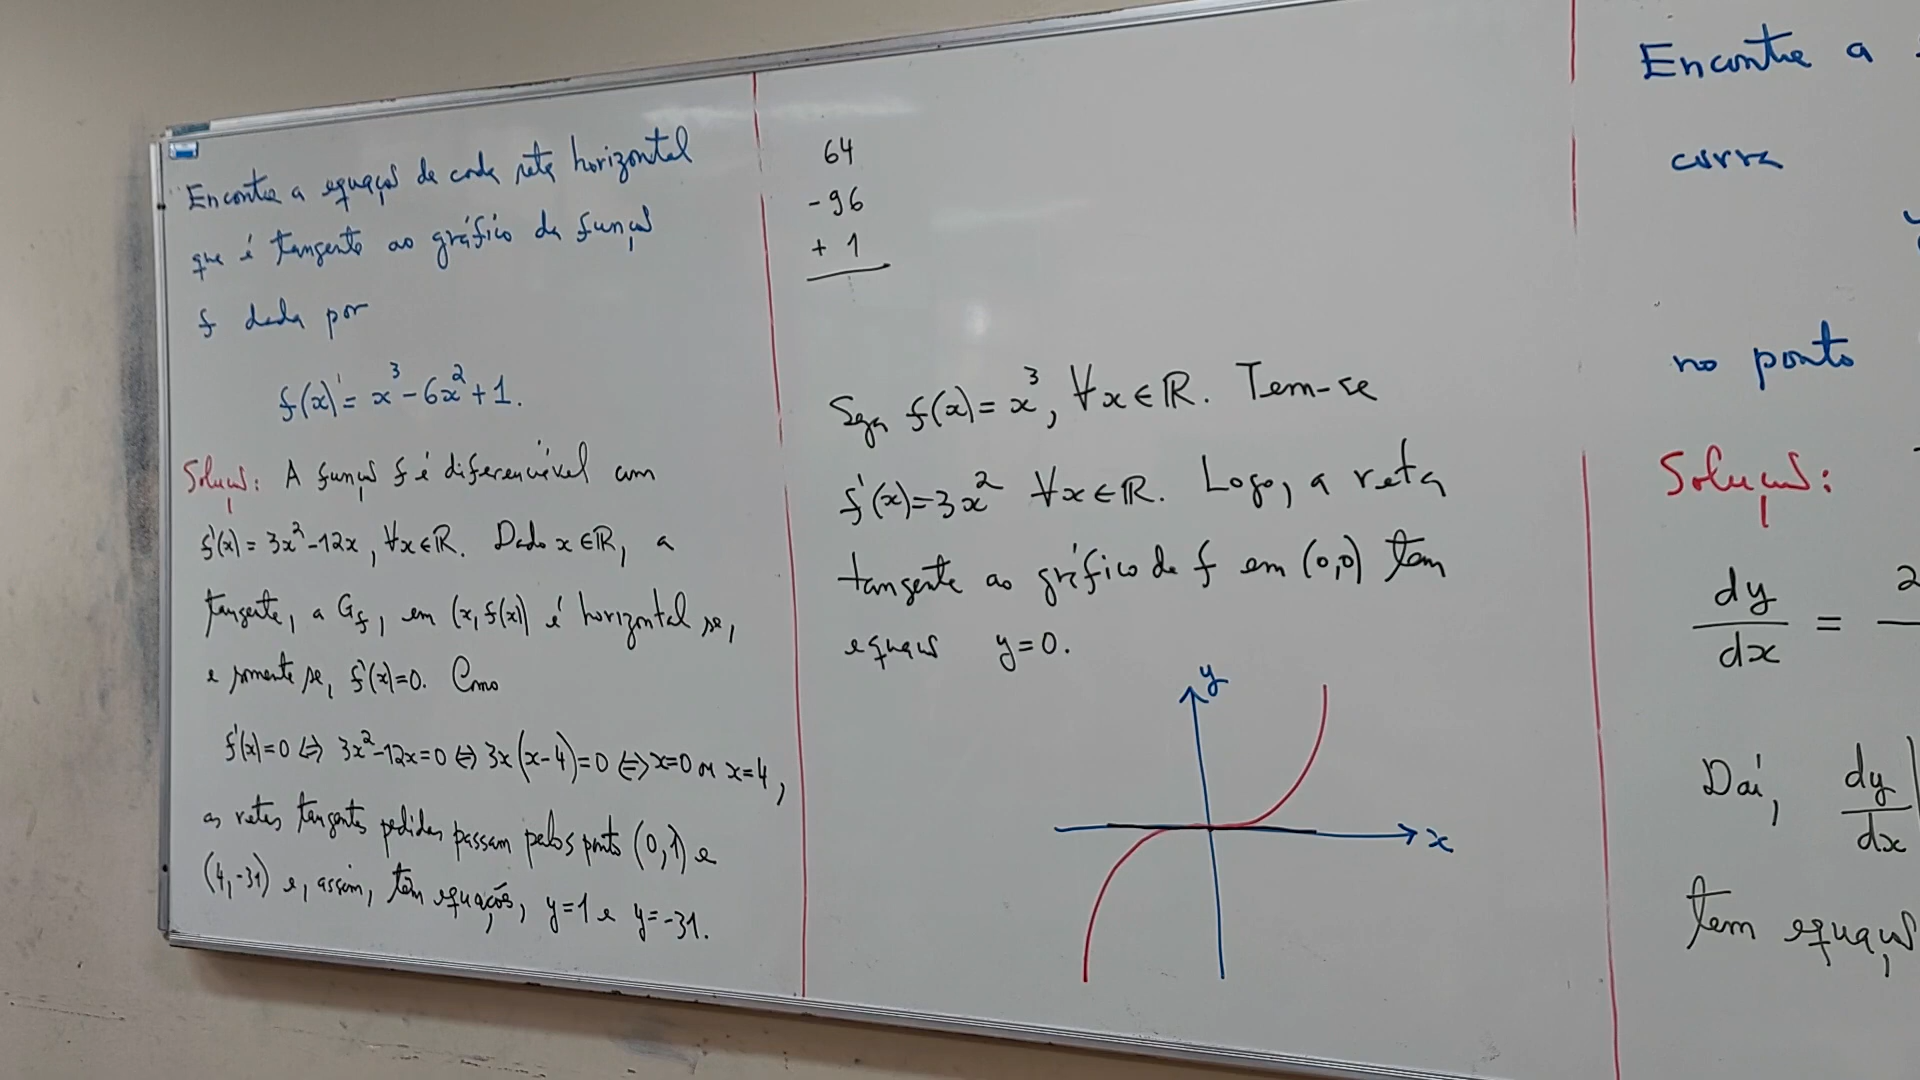 Encontre a equação de cada reta horizontal
que é tangente ao gráfico da função
f dada por
f(x) = x³ - 6x² + 1.
Solução: A função f é diferenciável com
f'(x) = 3x² - 12x, ∀x∈ℝ. Dado x∈ℝ, a
tangente, a G_f, em (x, f(x)) é horizontal se,
e somente se, f'(x)=0. Como
f'(x)=0 ⇔ 3x²-12x=0 ⇔ 3x(x-4)=0 ⇔ x=0 ou x=4,
as retas tangentes pedidas passam pelos ponto (0,1) e
(4,-31) e, assim, têm equações, y=1 e y=-31.
64
- 96
+ 1
Seja f(x) = x³, ∀x∈ℝ. Tem-se
f'(x)=3x² ∀x∈ℝ. Logo, a reta
tangente ao gráfico de f em (0,0) tem
equação y=0.
y
x
Encontre a
curva
no ponto
Solução:
dy/dx = 2
Daí, dy/dx|
tem equação